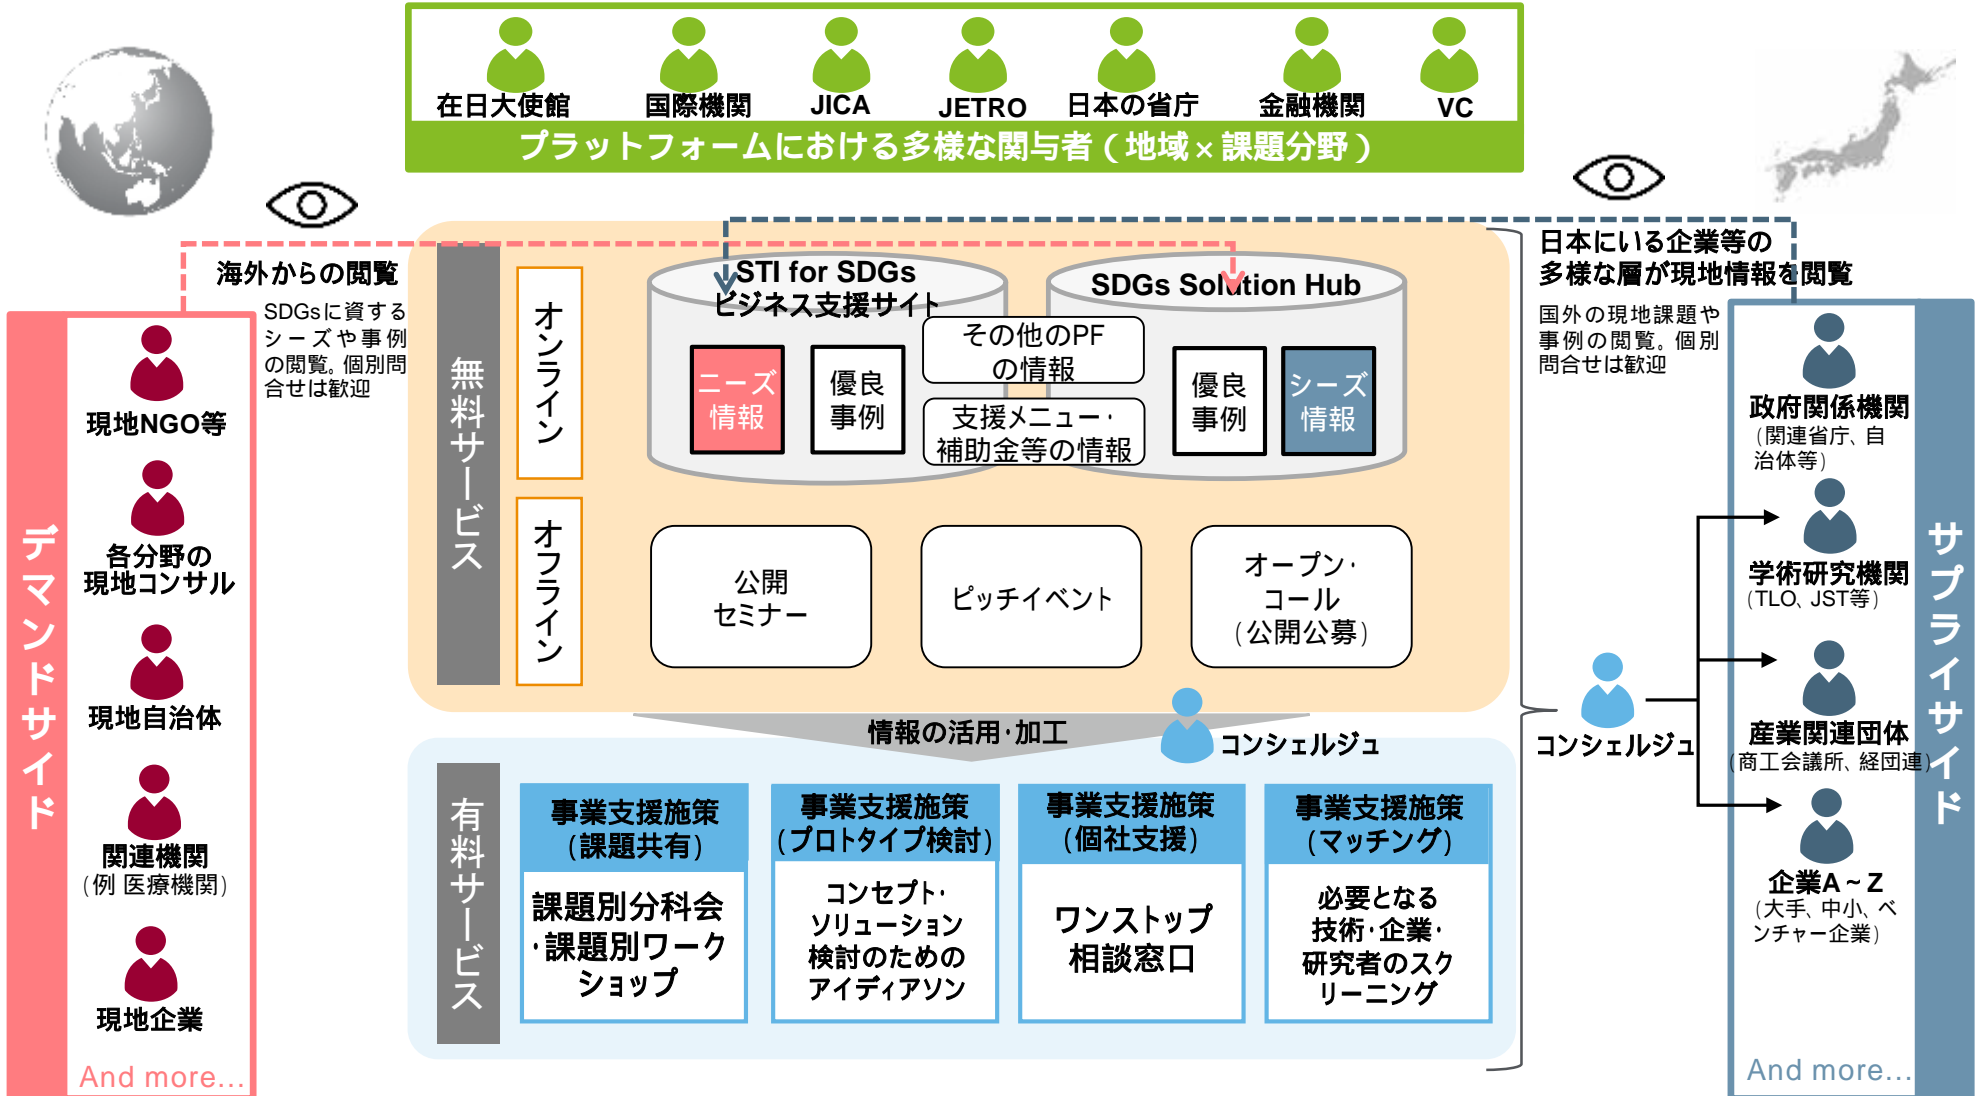 在日大使館
国際機関
JICA
JETRO
日本の省庁
金融機関
VC
プラットフォームにおける多様な関与者（地域×課題分野）
海外からの閲覧
SDGsに資する
シーズや事例
の閲覧。個別問
合せは歓迎
デマンドサイド
現地NGO等
各分野の
現地コンサル
現地自治体
関連機関
（例 医療機関）
現地企業
And more...
無料サービス
オンライン
STI for SDGs
ビジネス支援サイト
SDGs Solution Hub
ニーズ
情報
優良
事例
その他のPF
の情報
支援メニュー・
補助金等の情報
優良
事例
シーズ
情報
オフライン
公開
セミナー
ピッチイベント
オープン・
コール
（公開公募）
情報の活用・加工
コンシェルジュ
有料サービス
事業支援施策
（課題共有）
課題別分科会
・課題別ワーク
ショップ
事業支援施策
（プロトタイプ検討）
コンセプト・
ソリューション
検討のための
アイディアソン
事業支援施策
（個社支援）
ワンストップ
相談窓口
事業支援施策
（マッチング）
必要となる
技術・企業・
研究者のスク
リーニング
日本にいる企業等の
多様な層が現地情報を閲覧
国外の現地課題や
事例の閲覧。個別
問合せは歓迎
コンシェルジュ
政府関係機関
（関連省庁、自
治体等）
学術研究機関
（TLO、JST等）
産業関連団体
（商工会議所、経団連）
企業A～Z
（大手、中小、ベ
ンチャー企業）
And more...
サプライサイド